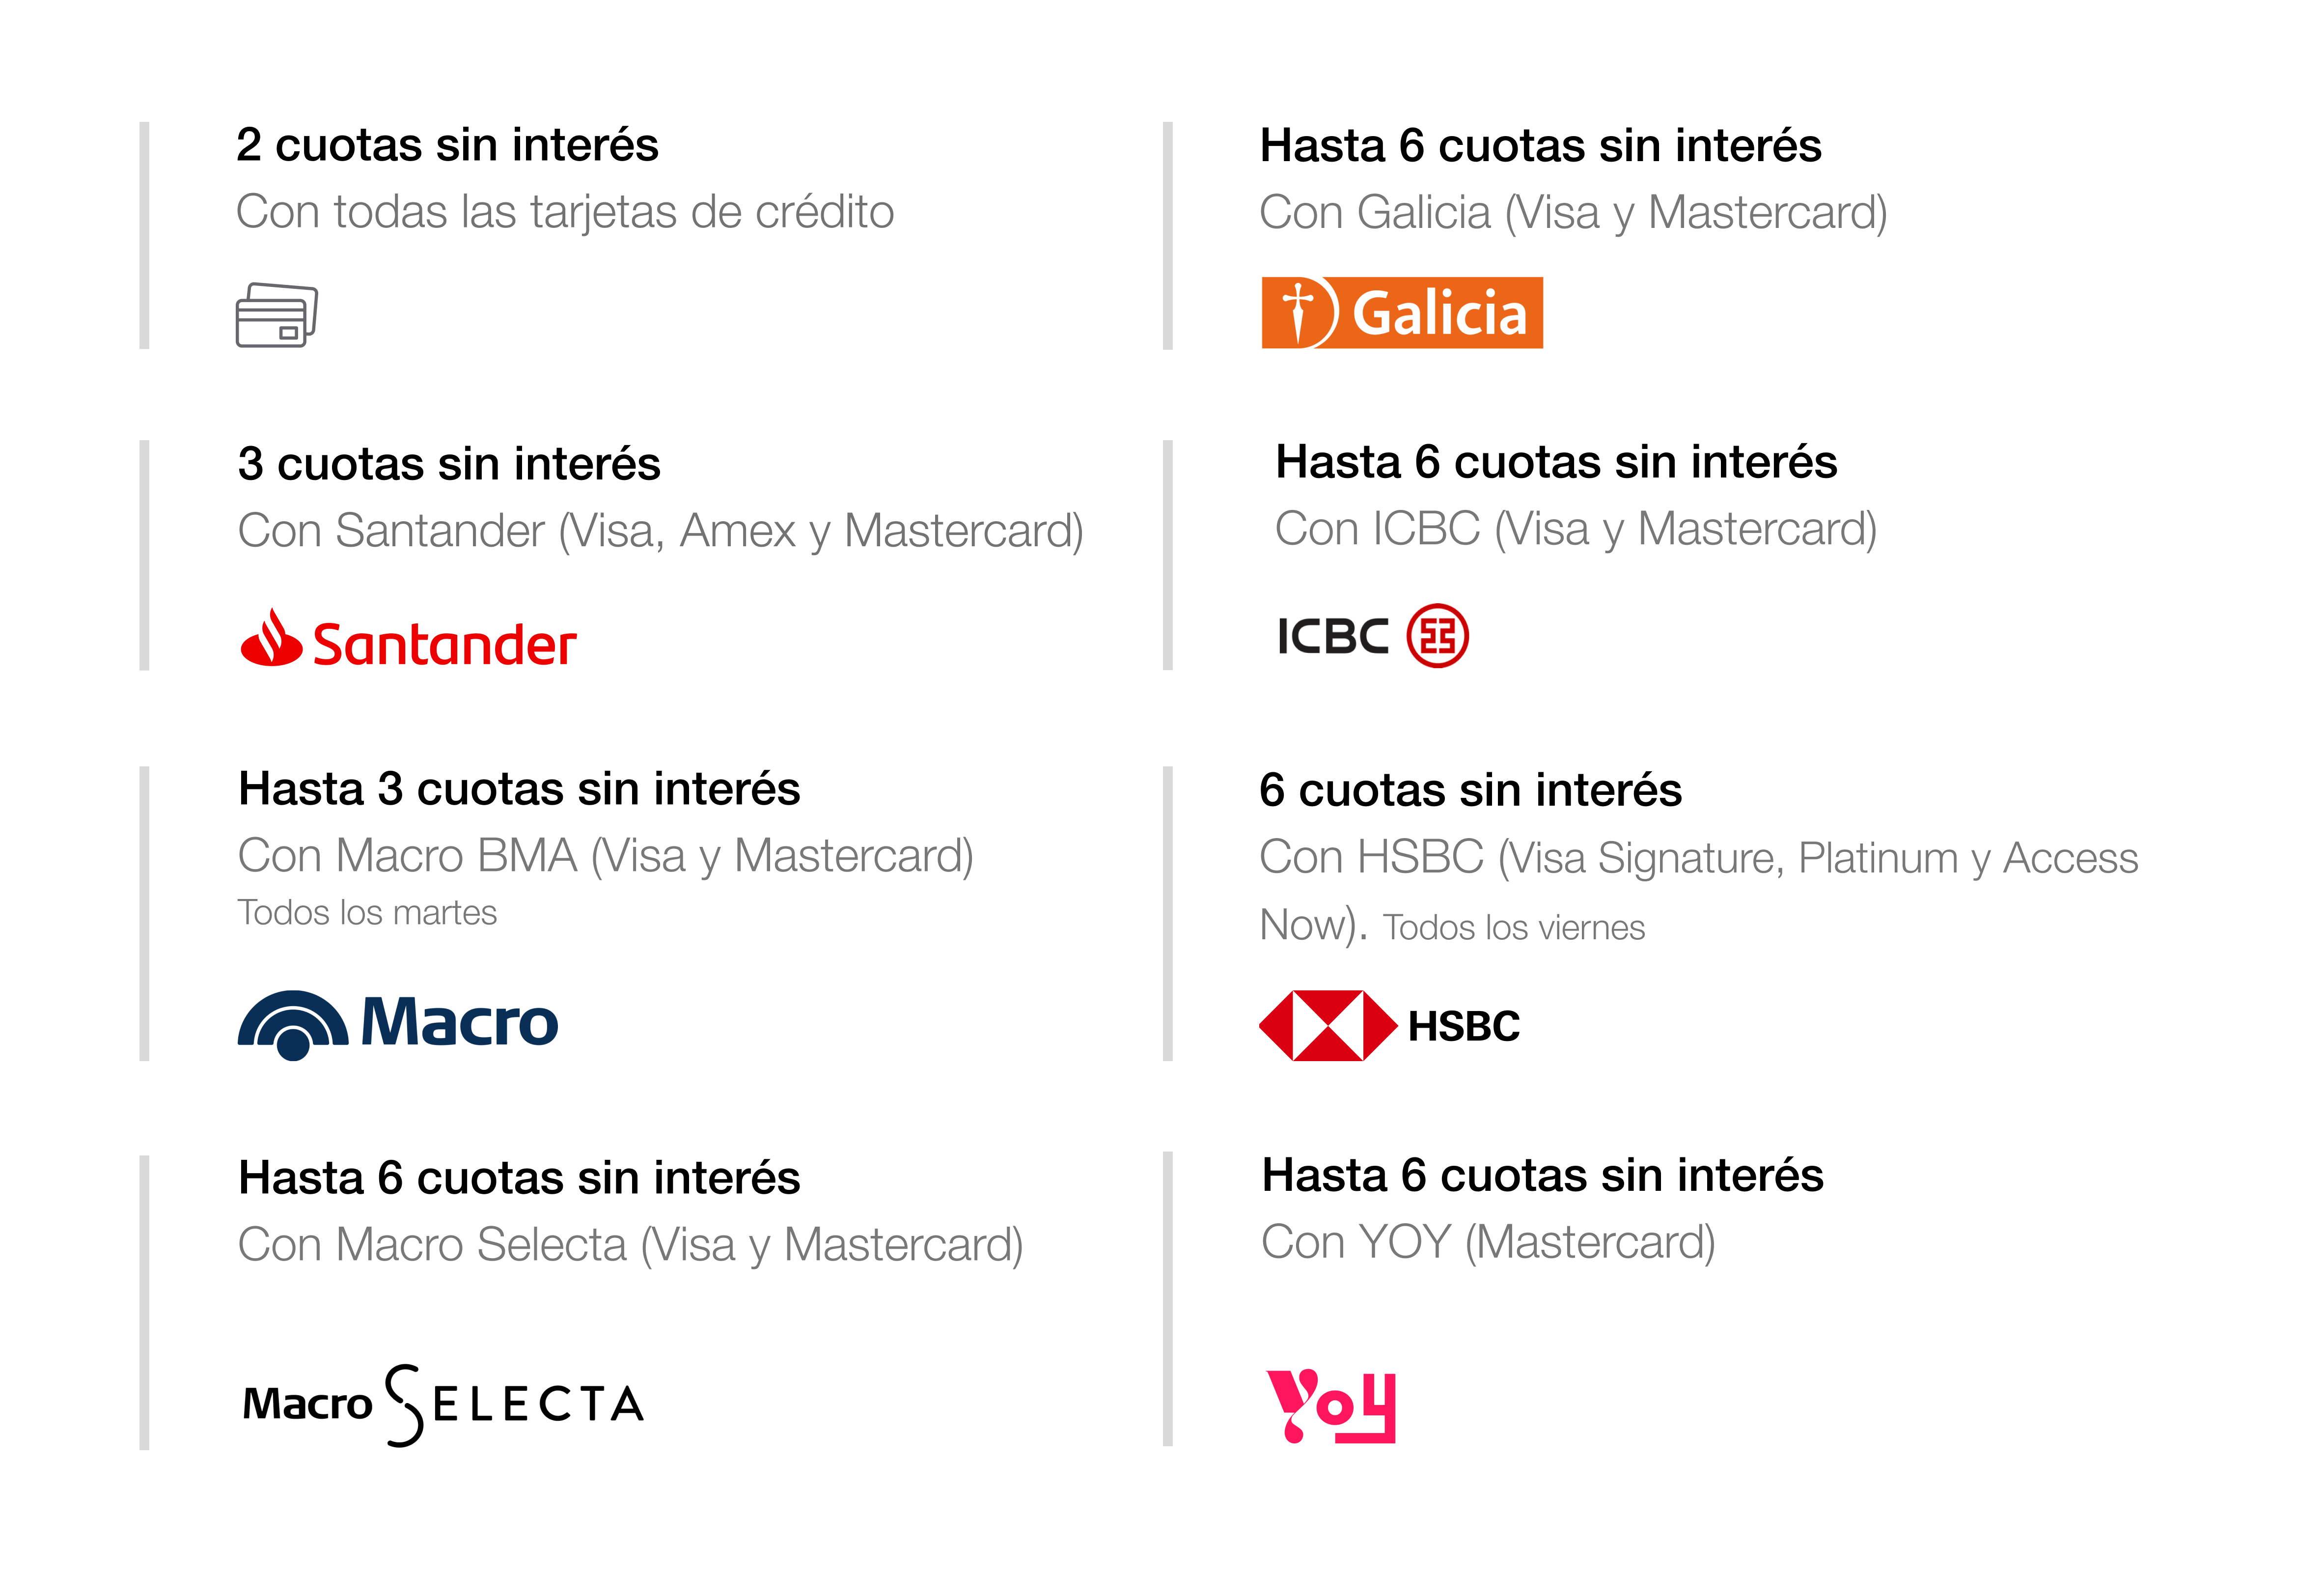 2 cuotas sin interés
Con todas las tarjetas de crédito
Hasta 6 cuotas sin interés
Con Galicia (Visa y Mastercard)
Galicia
3 cuotas sin interés
Con Santander (Visa, Amex y Mastercard)
Santander
Hasta 6 cuotas sin interés
Con ICBC (Visa y Mastercard)
ICBC
Hasta 3 cuotas sin interés
Con Macro BMA (Visa y Mastercard)
Todos los martes
Macro
6 cuotas sin interés
Con HSBC (Visa Signature, Platinum y Access
Now). Todos los viernes
HSBC
Hasta 6 cuotas sin interés
Con Macro Selecta (Visa y Mastercard)
Macro SELECTA
Hasta 6 cuotas sin interés
Con YOY (Mastercard)
Yoy